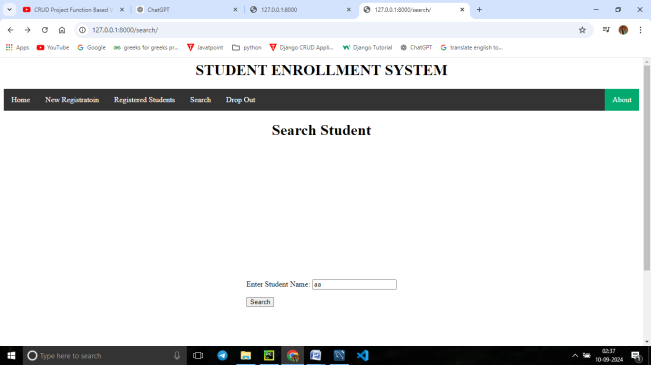 CRUD Project Function Based V
ChatGPT
127.0.0.1:8000
127.0.0.1:8000/search/
127.0.0.1:8000/search/
Apps YouTube Google greeks for greeks pr... Javatpoint python Django CRUD Appli... Django Tutorial ChatGPT translate english to...
STUDENT ENROLLMENT SYSTEM
Home New Registratoin Registered Students Search Drop Out About
Search Student
Enter Student Name: aa
Search
Type here to search
02:37
10-09-2024